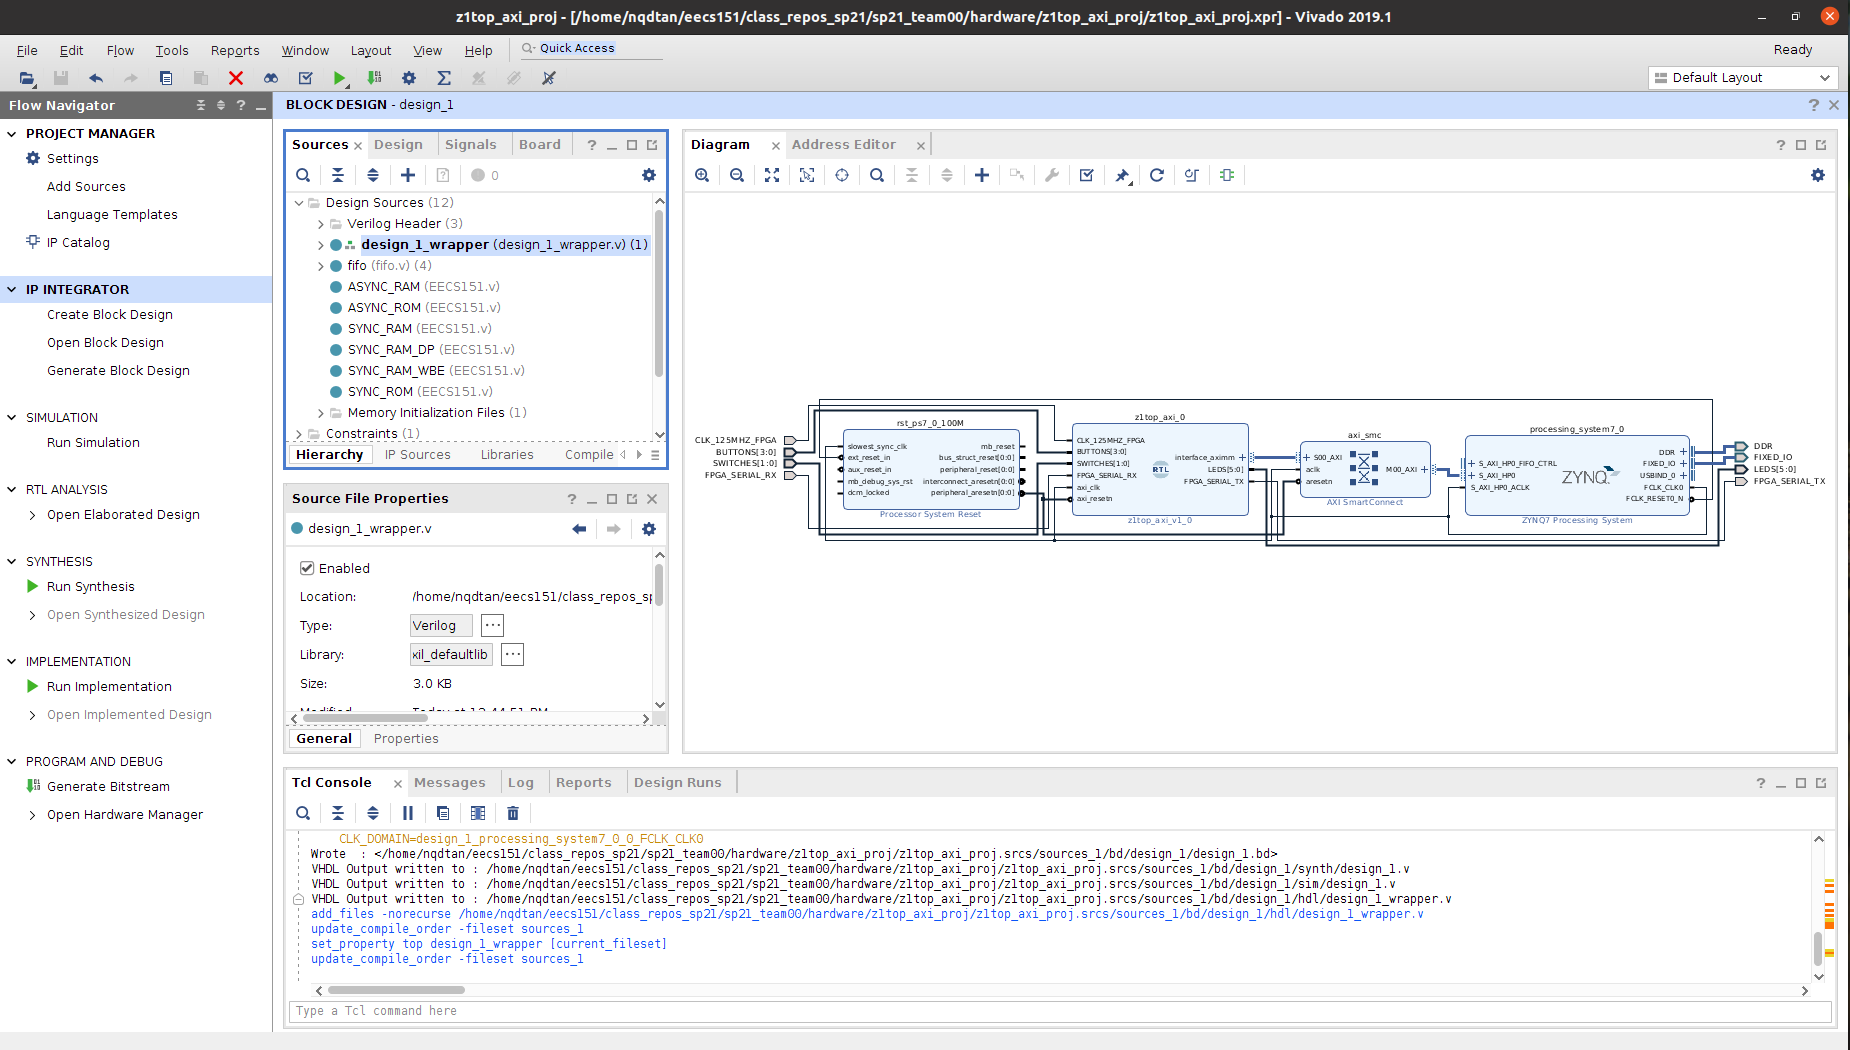 z1top_axi_proj - [/home/nqdtan/eecs151/class_repos_sp21/sp21_team00/hardware/z1top_axi_proj/z1top_axi_proj.xpr] - Vivado 2019.1
File Edit Flow Tools Reports Window Layout View Help Quick Access Ready
Default Layout
Flow Navigator
PROJECT MANAGER
Settings
Add Sources
Language Templates
IP Catalog
IP INTEGRATOR
Create Block Design
Open Block Design
Generate Block Design
SIMULATION
Run Simulation
RTL ANALYSIS
Open Elaborated Design
SYNTHESIS
Run Synthesis
Open Synthesized Design
IMPLEMENTATION
Run Implementation
Open Implemented Design
PROGRAM AND DEBUG
Generate Bitstream
Open Hardware Manager
BLOCK DESIGN - design_1
Sources Design Signals Board
0
Design Sources (12)
Verilog Header (3)
design_1_wrapper (design_1_wrapper.v) (1)
fifo (fifo.v) (4)
ASYNC_RAM (EECS151.v)
ASYNC_ROM (EECS151.v)
SYNC_RAM (EECS151.v)
SYNC_RAM_DP (EECS151.v)
SYNC_RAM_WBE (EECS151.v)
SYNC_ROM (EECS151.v)
Memory Initialization Files (1)
Constraints (1)
Hierarchy IP Sources Libraries Compile
Source File Properties
design_1_wrapper.v
Enabled
Location: /home/nqdtan/eecs151/class_repos_sp
Type: Verilog
Library: xil_defaultlib
Size: 3.0 KB
Modified: Today at 12:44:51 PM
General Properties
Diagram Address Editor
CLK_125MHZ_FPGA
BUTTONS[3:0]
SWITCHES[1:0]
FPGA_SERIAL_RX
rst_ps7_0_100M
slowest_sync_clk
ext_reset_in
aux_reset_in
mb_debug_sys_rst
dcm_locked
mb_reset
bus_struct_reset[0:0]
peripheral_reset[0:0]
interconnect_aresetn[0:0]
peripheral_aresetn[0:0]
Processor System Reset
z1top_axi_0
CLK_125MHZ_FPGA
BUTTONS[3:0]
SWITCHES[1:0]
FPGA_SERIAL_RX
axi_clk
axi_resetn
RTL
interface_aximm
LEDS[5:0]
FPGA_SERIAL_TX
z1top_axi_v1_0
axi_smc
S00_AXI
aclk
aresetn
M00_AXI
AXI SmartConnect
processing_system7_0
S_AXI_HP0_FIFO_CTRL
S_AXI_HP0
S_AXI_HP0_ACLK
ZYNQ
DDR
FIXED_IO
USBIND_0
FCLK_CLK0
FCLK_RESET0_N
ZYNQ7 Processing System
DDR
FIXED_IO
LEDS[5:0]
FPGA_SERIAL_TX
Tcl Console Messages Log Reports Design Runs
CLK_DOMAIN=design_1_processing_system7_0_0_FCLK_CLK0
Wrote : </home/nqdtan/eecs151/class_repos_sp21/sp21_team00/hardware/z1top_axi_proj/z1top_axi_proj.srcs/sources_1/bd/design_1/design_1.bd>
VHDL Output written to : /home/nqdtan/eecs151/class_repos_sp21/sp21_team00/hardware/z1top_axi_proj/z1top_axi_proj.srcs/sources_1/bd/design_1/synth/design_1.v
VHDL Output written to : /home/nqdtan/eecs151/class_repos_sp21/sp21_team00/hardware/z1top_axi_proj/z1top_axi_proj.srcs/sources_1/bd/design_1/sim/design_1.v
VHDL Output written to : /home/nqdtan/eecs151/class_repos_sp21/sp21_team00/hardware/z1top_axi_proj/z1top_axi_proj.srcs/sources_1/bd/design_1/hdl/design_1_wrapper.v
add_files -norecurse /home/nqdtan/eecs151/class_repos_sp21/sp21_team00/hardware/z1top_axi_proj/z1top_axi_proj.srcs/sources_1/bd/design_1/hdl/design_1_wrapper.v
update_compile_order -fileset sources_1
set_property top design_1_wrapper [current_fileset]
update_compile_order -fileset sources_1
Type a Tcl command here